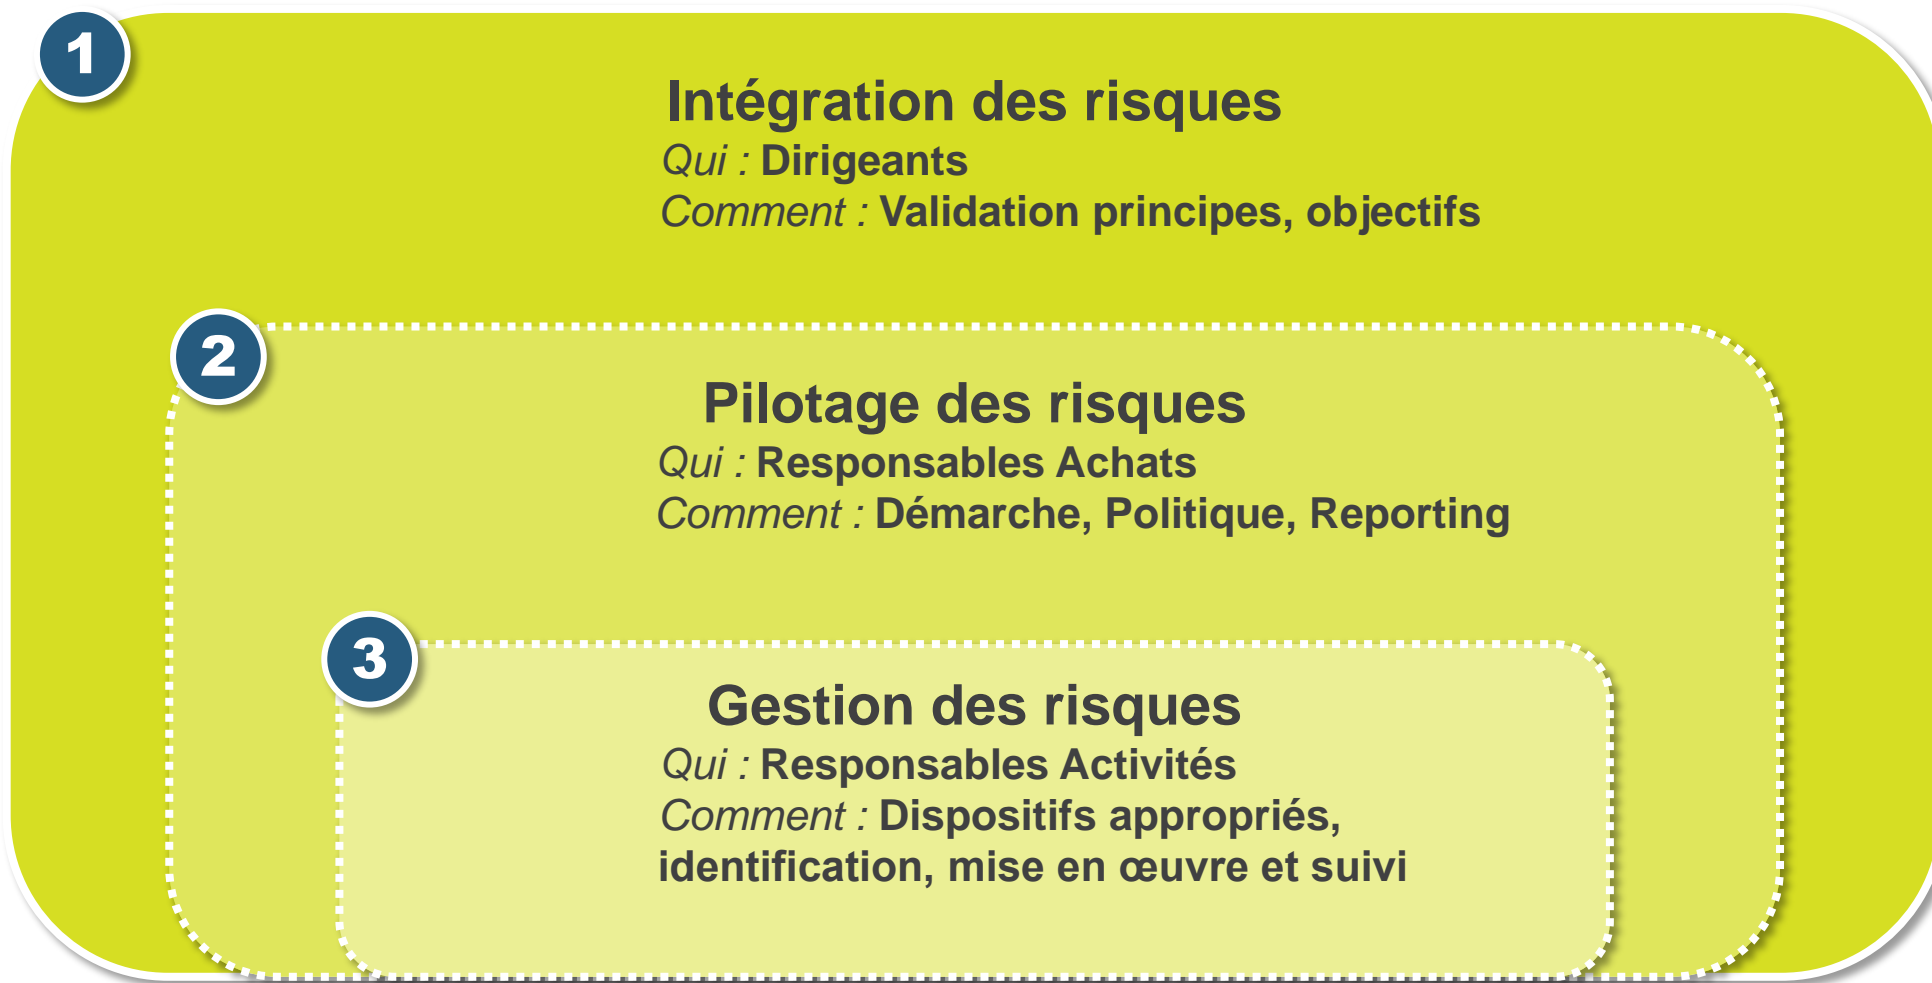 1
Intégration des risques
Qui : Dirigeants
Comment : Validation principes, objectifs
2
Pilotage des risques
Qui : Responsables Achats
Comment : Démarche, Politique, Reporting
3
Gestion des risques
Qui : Responsables Activités
Comment : Dispositifs appropriés,
identification, mise en œuvre et suivi